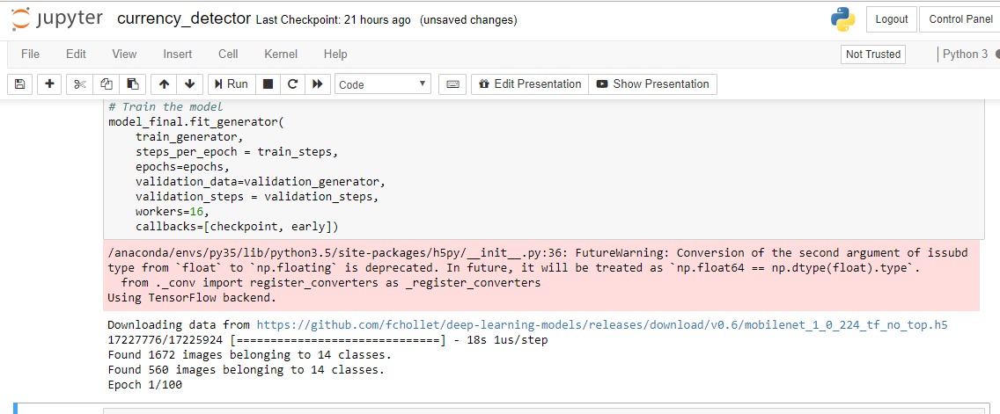 jupyter currency_detector Last Checkpoint: 21 hours ago (unsaved changes) Logout Control Panel
File Edit View Insert Cell Kernel Help Not Trusted Python 3
Run Code Edit Presentation Show Presentation
# Train the model
model_final.fit_generator(
    train_generator,
    steps_per_epoch = train_steps,
    epochs=epochs,
    validation_data=validation_generator,
    validation_steps = validation_steps,
    workers=16,
    callbacks=[checkpoint, early])
/anaconda/envs/py35/lib/python3.5/site-packages/h5py/__init__.py:36: FutureWarning: Conversion of the second argument of issubd
type from `float` to `np.floating` is deprecated. In future, it will be treated as `np.float64 == np.dtype(float).type`.
  from ._conv import register_converters as _register_converters
Using TensorFlow backend.
Downloading data from https://github.com/fchollet/deep-learning-models/releases/download/v0.6/mobilenet_1_0_224_tf_no_top.h5
17227776/17225924 [==============================] - 18s 1us/step
Found 1672 images belonging to 14 classes.
Found 560 images belonging to 14 classes.
Epoch 1/100